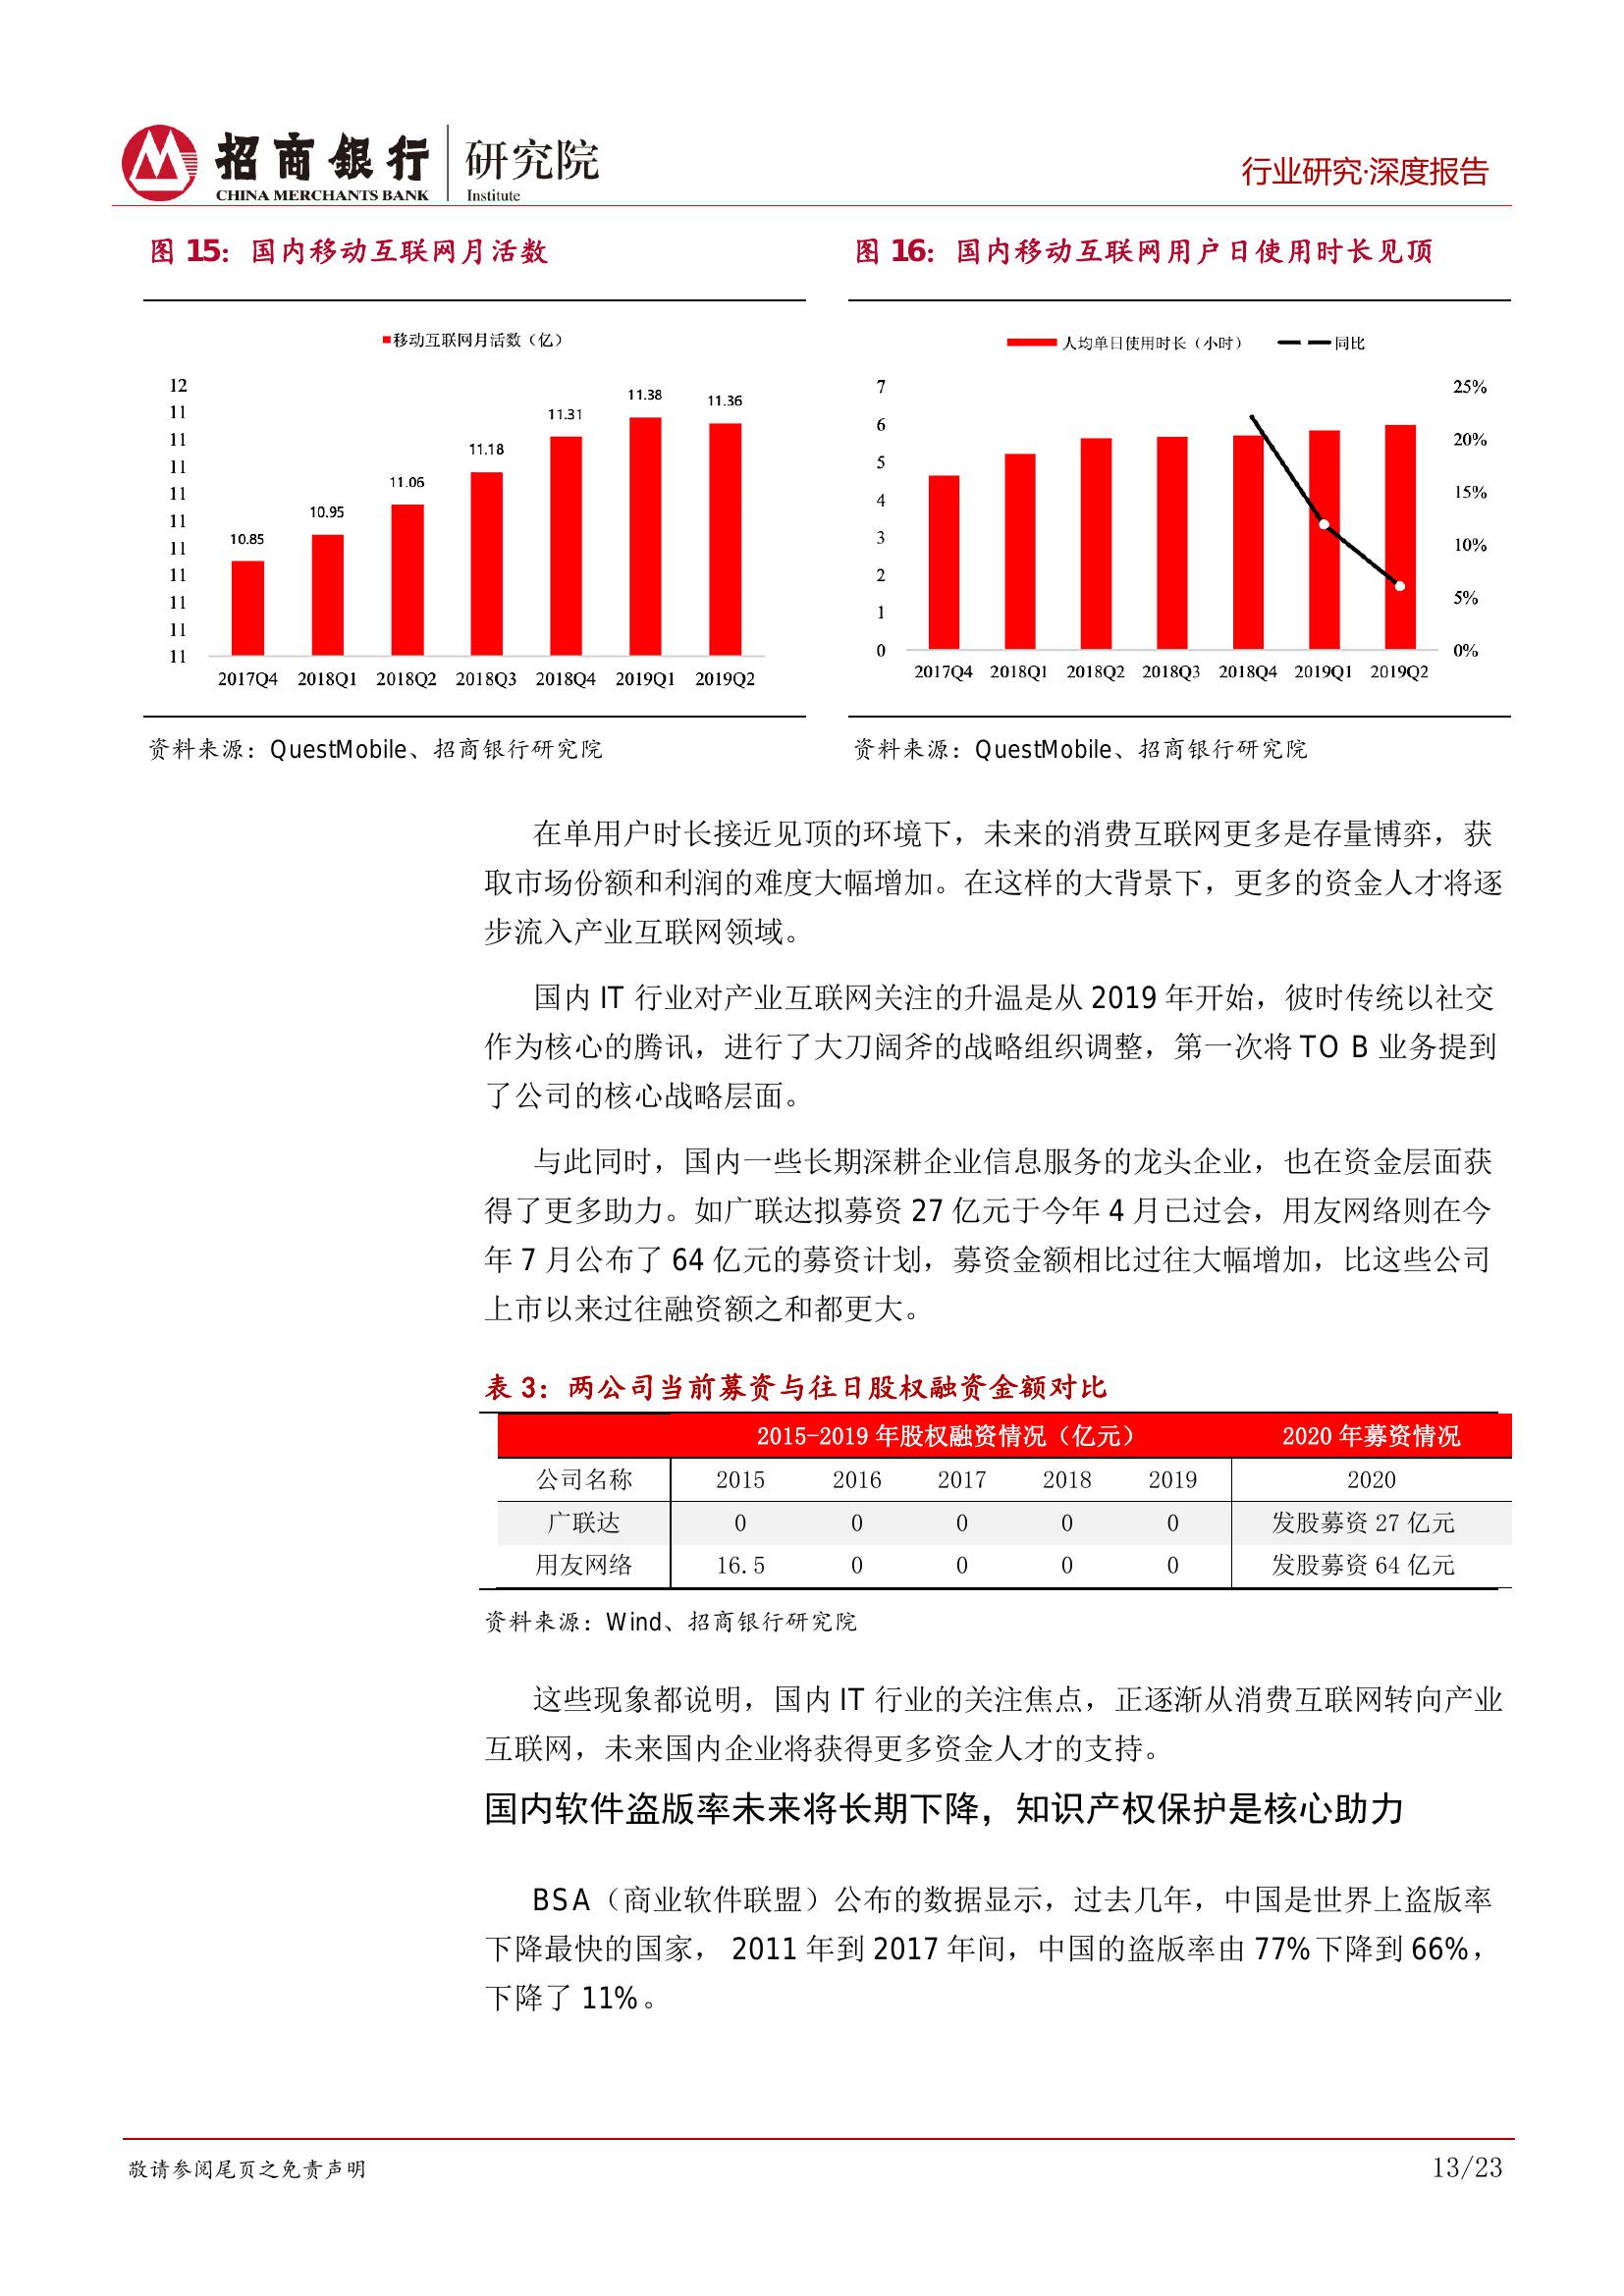 招商银行 研究院
CHINA MERCHANTS BANK Institute
行业研究·深度报告
图 15：国内移动互联网月活数
移动互联网月活数（亿）
12
11
11
11
11
11
11
11
11
11
11
10.85
10.95
11.06
11.18
11.31
11.38
11.36
2017Q4 2018Q1 2018Q2 2018Q3 2018Q4 2019Q1 2019Q2
资料来源：QuestMobile、招商银行研究院
图 16：国内移动互联网用户日使用时长见顶
人均单日使用时长（小时） 同比
7
6
5
4
3
2
1
0
25%
20%
15%
10%
5%
0%
2017Q4 2018Q1 2018Q2 2018Q3 2018Q4 2019Q1 2019Q2
资料来源：QuestMobile、招商银行研究院
在单用户时长接近见顶的环境下，未来的消费互联网更多是存量博弈，获
取市场份额和利润的难度大幅增加。在这样的大背景下，更多的资金人才将逐
步流入产业互联网领域。
国内 IT 行业对产业互联网关注的升温是从 2019 年开始，彼时传统以社交
作为核心的腾讯，进行了大刀阔斧的战略组织调整，第一次将 TO B 业务提到
了公司的核心战略层面。
与此同时，国内一些长期深耕企业信息服务的龙头企业，也在资金层面获
得了更多助力。如广联达拟募资 27 亿元于今年 4 月已过会，用友网络则在今
年 7 月公布了 64 亿元的募资计划，募资金额相比过往大幅增加，比这些公司
上市以来过往融资额之和都更大。
表 3：两公司当前募资与往日股权融资金额对比
2015-2019 年股权融资情况（亿元） 2020 年募资情况
公司名称 2015 2016 2017 2018 2019 2020
广联达 0 0 0 0 0 发股募资 27 亿元
用友网络 16.5 0 0 0 0 发股募资 64 亿元
资料来源：Wind、招商银行研究院
这些现象都说明，国内 IT 行业的关注焦点，正逐渐从消费互联网转向产业
互联网，未来国内企业将获得更多资金人才的支持。
国内软件盗版率未来将长期下降，知识产权保护是核心助力
BSA（商业软件联盟）公布的数据显示，过去几年，中国是世界上盗版率
下降最快的国家， 2011 年到 2017 年间，中国的盗版率由 77%下降到 66%，
下降了 11%。
敬请参阅尾页之免责声明
13/23